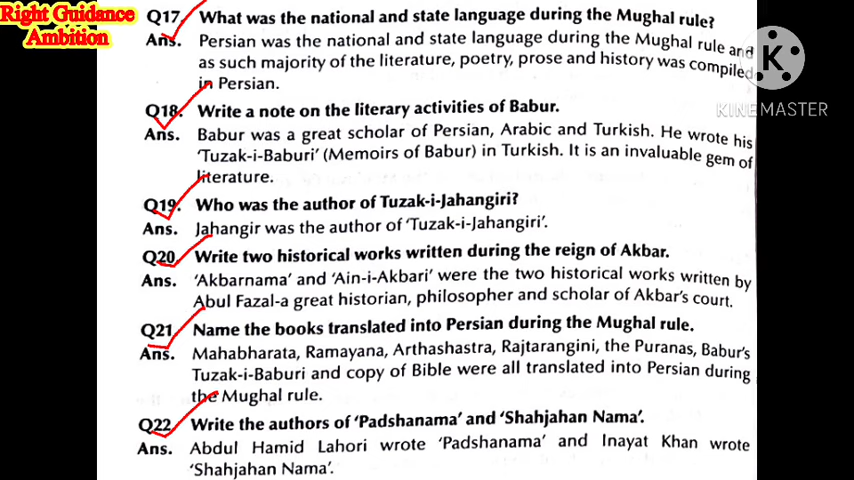 Right Guidance
Ambition
KINEMASTER
Q17. What was the national and state language during the Mughal rule?
Ans. Persian was the national and state language during the Mughal rule and
as such majority of the literature, poetry, prose and history was compiled
in Persian.
Q18. Write a note on the literary activities of Babur.
Ans. Babur was a great scholar of Persian, Arabic and Turkish. He wrote his
'Tuzak-i-Baburi' (Memoirs of Babur) in Turkish. It is an invaluable gem of
literature.
Q19. Who was the author of Tuzak-i-Jahangiri?
Ans. Jahangir was the author of 'Tuzak-i-Jahangiri'.
Q20. Write two historical works written during the reign of Akbar.
Ans. 'Akbarnama' and 'Ain-i-Akbari' were the two historical works written by
Abul Fazal-a great historian, philosopher and scholar of Akbar's court.
Q21. Name the books translated into Persian during the Mughal rule.
Ans. Mahabharata, Ramayana, Arthashastra, Rajtarangini, the Puranas, Babur's
Tuzak-i-Baburi and copy of Bible were all translated into Persian during
the Mughal rule.
Q22. Write the authors of 'Padshanama' and 'Shahjahan Nama'.
Ans. Abdul Hamid Lahori wrote 'Padshanama' and Inayat Khan wrote
'Shahjahan Nama'.